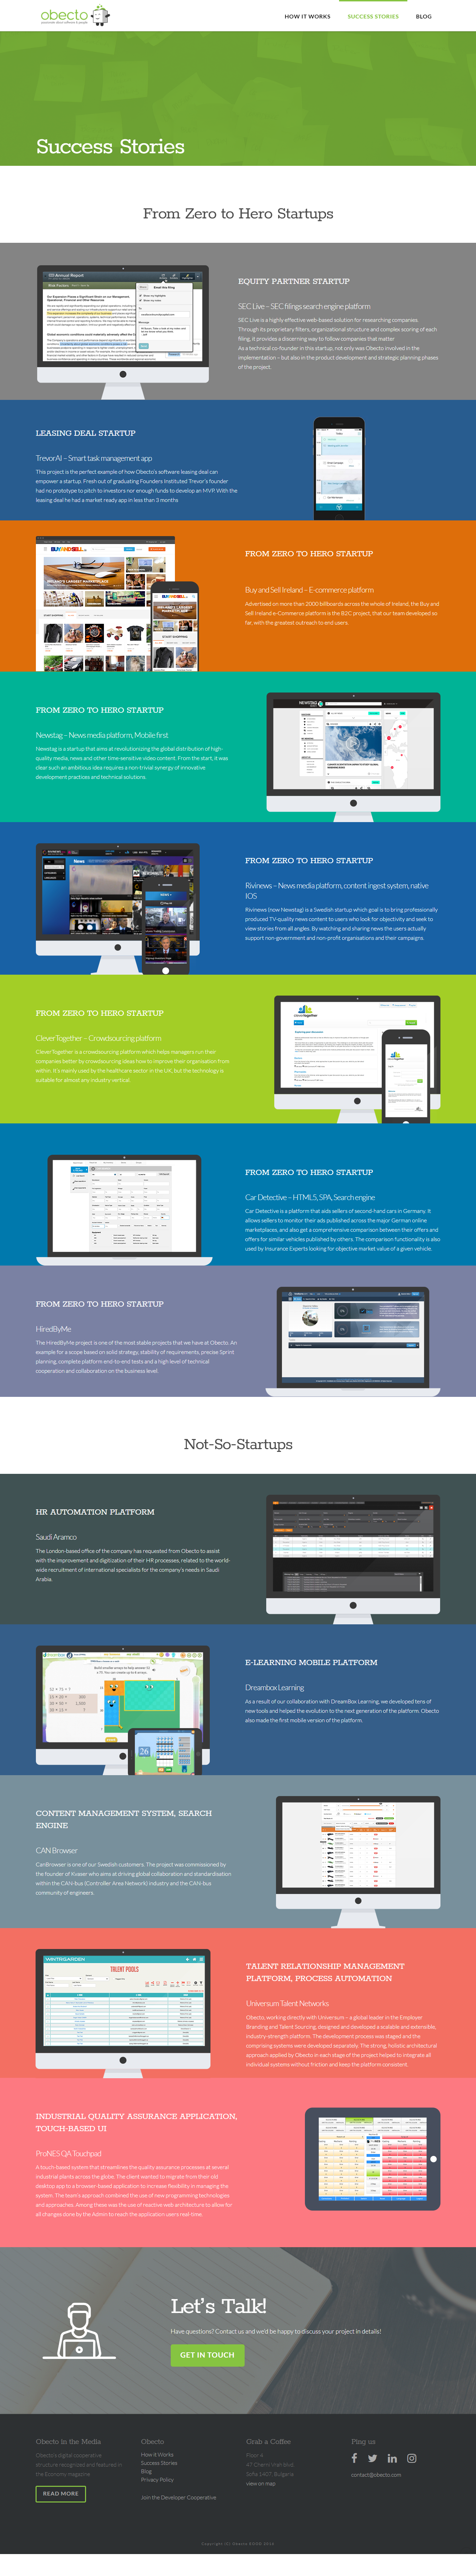 obecto
HOW IT WORKS
SUCCESS STORIES
BLOG
Success Stories
From Zero to Hero Startups
EQUITY PARTNER STARTUP
SEC Live – SEC filings search engine platform
SEC Live is a highly effective web-based solution for researching companies.
Through its proprietary filters, organizational structure and complex scoring of each
filing, it provides a discerning way to follow companies that matter
As a technical co-founder in this startup, not only was Obecto involved in the
implementation – but also in the product development and strategic planning phases
of the project.
LEASING DEAL STARTUP
TrevorAI – Smart task management app
This project is the perfect example of how Obecto's software leasing deal can
empower a startup. Fresh out of graduating Founders Instituted Trevor's founder
had no prototype to pitch to investors nor enough funds to develop an MVP. With the
leasing deal he had a market ready app in less than 3 months
FROM ZERO TO HERO STARTUP
Buy and Sell Ireland – E-commerce platform
Advertised on more than 2000 billboards across the whole of Ireland, the Buy and
Sell Ireland e-Commerce platform is the B2C project, that our team developed so
far, with the greatest outreach to end users.
FROM ZERO TO HERO STARTUP
Newstag – News media platform, Mobile first
Newstag is a startup that aims at revolutionizing the global distribution of high-
quality media, news and other time-sensitive video content. From the start, it was
clear such an ambitious idea requires a non-trivial synergy of innovative
development practices and technical solutions.
FROM ZERO TO HERO STARTUP
Rivinews – News media platform, content ingest system, native
IOS
Rivinews (now Newstag) is a Swedish startup which goal is to bring professionally
produced TV-quality news content to users who look for objectivity and seek to
view stories from all angles. By watching and sharing news the users actually
support non-government and non-profit organisations and their campaigns.
FROM ZERO TO HERO STARTUP
CleverTogether – Crowdsourcing platform
CleverTogether is a crowdsourcing platform which helps managers run their
companies better by crowdsourcing ideas how to improve their organisation from
within. It's mainly used by the healthcare sector in the UK, but the technology is
suitable for almost any industry vertical.
FROM ZERO TO HERO STARTUP
Car Detective – HTML5, SPA, Search engine
Car Detective is a platform that aids sellers of second-hand cars in Germany. It
allows sellers to monitor their ads published across the major German online
marketplaces, and also get a comprehensive comparison between their offers and
offers for similar vehicles published by others. The comparison functionality is also
used by Insurance Experts looking for objective market value of a given vehicle.
FROM ZERO TO HERO STARTUP
HiredByMe
The HiredByMe project is one of the most stable projects that we have at Obecto. An
example for a scope based on solid strategy, stability of requirements, precise Sprint
planning, complete platform end-to-end tests and a high level of technical
cooperation and collaboration on the business level.
Not-So-Startups
HR AUTOMATION PLATFORM
Saudi Aramco
The London-based office of the company has requested from Obecto to assist
with the improvement and digitization of their HR processes, related to the world-
wide recruitment of international specialists for the company's needs in Saudi
Arabia.
E-LEARNING MOBILE PLATFORM
Dreambox Learning
As a result of our collaboration with DreamBox Learning, we developed tens of
new tools and helped the evolution to the next generation of the platform. Obecto
also made the first mobile version of the platform.
CONTENT MANAGEMENT SYSTEM, SEARCH
ENGINE
CAN Browser
CanBrowser is one of our Swedish customers. The project was commissioned by
the founder of Kvaser who aims at driving global collaboration and standardisation
within the CAN-bus (Controller Area Network) industry and the CAN-bus
community of engineers.
TALENT RELATIONSHIP MANAGEMENT
PLATFORM, PROCESS AUTOMATION
Universum Talent Networks
Obecto, working directly with Universum – a global leader in the Employer
Branding and Talent Sourcing, designed and developed a scalable and extensible,
industry-strength platform. The development process was staged and the
comprising systems were developed separately. The strong, holistic architectural
approach applied by Obecto in each stage of the project helped to integrate all
individual systems without friction and keep the platform consistent.
INDUSTRIAL QUALITY ASSURANCE APPLICATION,
TOUCH-BASED UI
ProNES QA Touchpad
A touch-based system that streamlines the quality assurance processes at several
industrial plants across the globe. The client wanted to migrate from their old
desktop app to a browser-based application to increase flexibility in managing the
system. The team's approach combined the use of new programming technologies
and approaches. Among these was the use of reactive web architecture to allow for
all changes done by the Admin to reach the application users real-time.
Let's Talk!
Have questions? Contact us and we'd be happy to discuss your project in details!
GET IN TOUCH
Obecto in the Media
Obecto's digital cooperative
structure recognized and featured in
the Economy magazine
READ MORE
Obecto
How It Works
Success Stories
Blog
Privacy Policy
Join the Developer Cooperative
Grab a Coffee
Floor 4
47 Cherni Vrah blvd.
Sofia 1407, Bulgaria
view on map
Ping us
contact@obecto.com